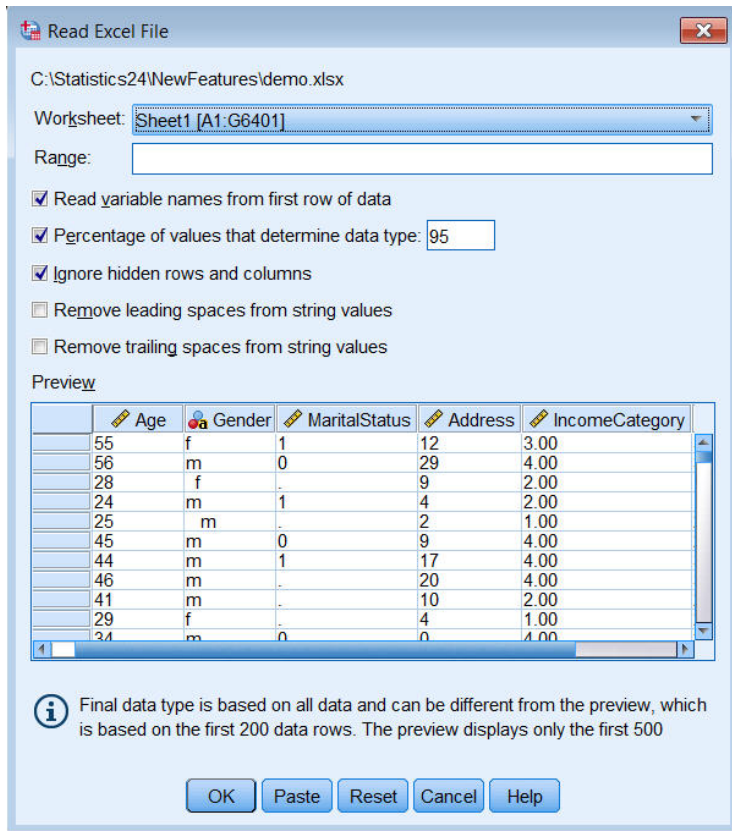 Read Excel File
C:\Statistics24\NewFeatures\demo.xlsx
Worksheet: Sheet1 [A1:G6401]
Range:
Read variable names from first row of data
Percentage of values that determine data type: 95
Ignore hidden rows and columns
Remove leading spaces from string values
Remove trailing spaces from string values
Preview
Age Gender MaritalStatus Address IncomeCategory
55 f 1 12 3.00
56 m 0 29 4.00
28 f . 9 2.00
24 m 1 4 2.00
25 m . 2 1.00
45 m 0 9 4.00
44 m 1 17 4.00
46 m . 20 4.00
41 m . 10 2.00
29 f . 4 1.00
34 m 0 0 4.00
Final data type is based on all data and can be different from the preview, which
is based on the first 200 data rows. The preview displays only the first 500
OK Paste Reset Cancel Help